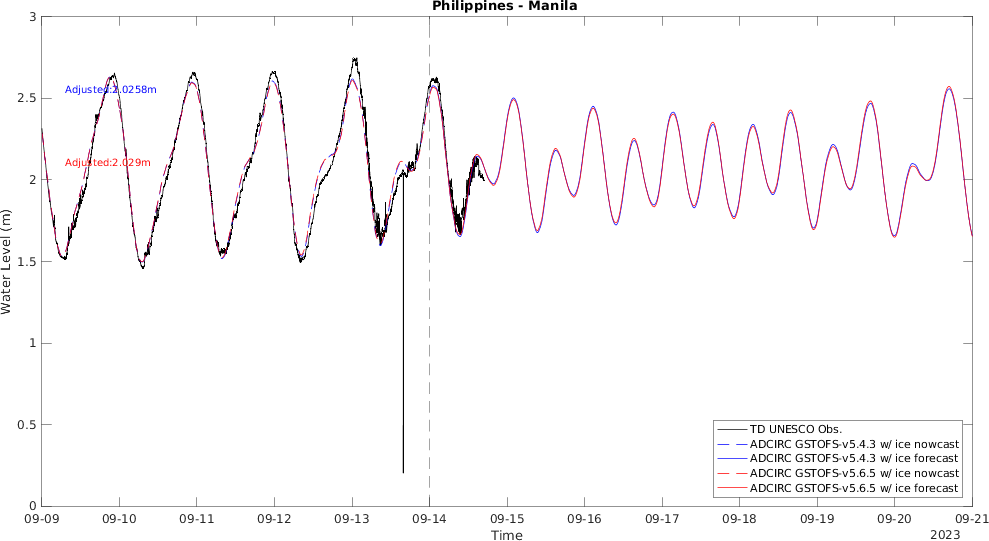 Philippines - Manila
3
2.5
2
1.5
1
0.5
0
Water Level (m)
Adjusted:2.0258m
Adjusted:2.029m
TD UNESCO Obs.
ADCIRC GSTOFS-v5.4.3 w/ ice nowcast
ADCIRC GSTOFS-v5.4.3 w/ ice forecast
ADCIRC GSTOFS-v5.6.5 w/ ice nowcast
ADCIRC GSTOFS-v5.6.5 w/ ice forecast
09-09 09-10 09-11 09-12 09-13 09-14 09-15 09-16 09-17 09-18 09-19 09-20 09-21
Time
2023